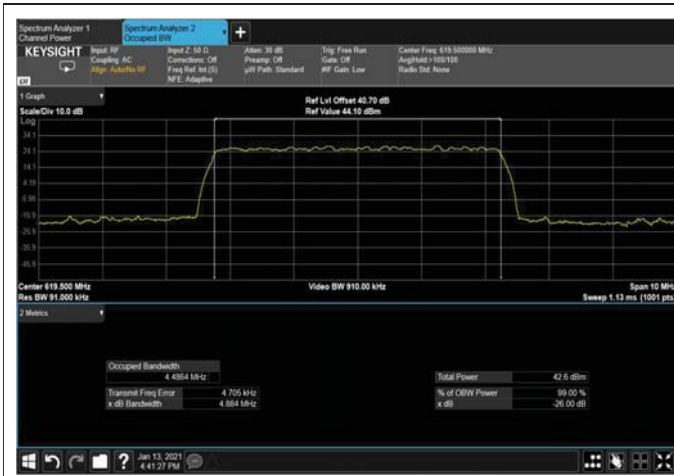 Spectrum Analyzer 1
Channel Power
Spectrum Analyzer 2
Occupied BW
+
KEYSIGHT
LV
Input: RF
Coupling: AC
Align: Auto/No RF
Input Z: 50 Ω
Corrections: Off
Freq Ref: Int (S)
NFE: Adaptive
Atten: 30 dB
Preamp: Off
µW Path: Standard
Trig: Free Run
Gate: Off
#IF Gain: Low
Center Freq: 619.500000 MHz
Avg|Hold:>100/100
Radio Std: None
1 Graph
Scale/Div 10.0 dB
Ref Lvl Offset 40.70 dB
Ref Value 44.10 dBm
Log
34.1
24.1
14.1
-15.9
-25.9
-35.9
-45.9
Center 619.500 MHz
Res BW 91.000 kHz
Video BW 910.00 kHz
Span 10 MHz
Sweep 1.13 ms (1001 pts)
2 Metrics
Occupied Bandwidth
4.4864 MHz
Transmit Freq Error 4.705 kHz
x dB Bandwidth 4.884 MHz
Total Power 42.6 dBm
% of OBW Power 99.00 %
x dB -26.00 dB
?
Jan 13, 2021
4:41:27 PM